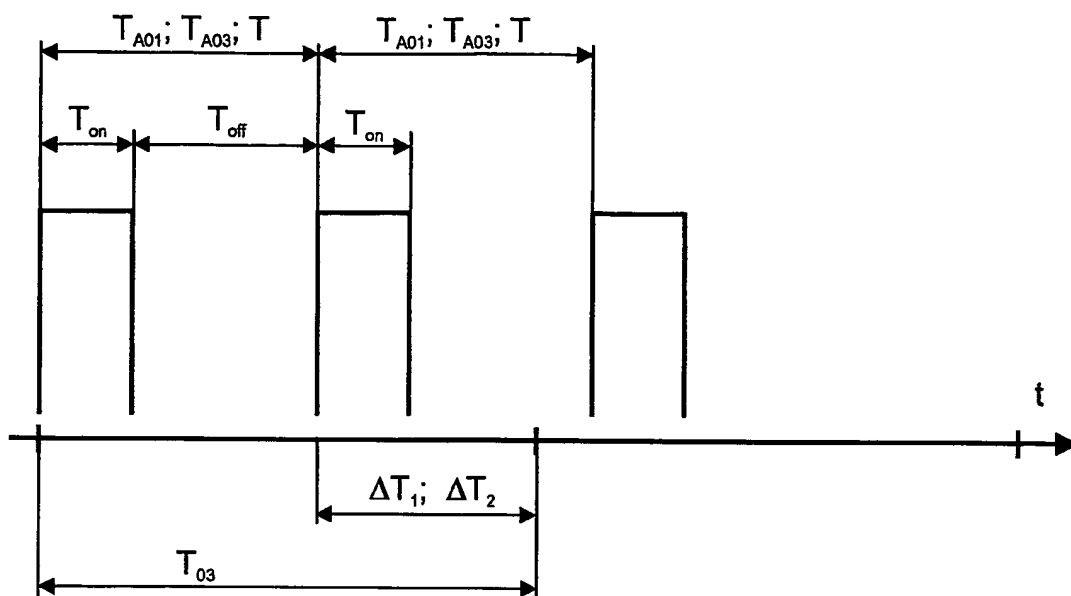 T_A01; T_A03; T T_A01; T_A03; T
T_on T_off T_on
t
ΔT_1; ΔT_2
T_03